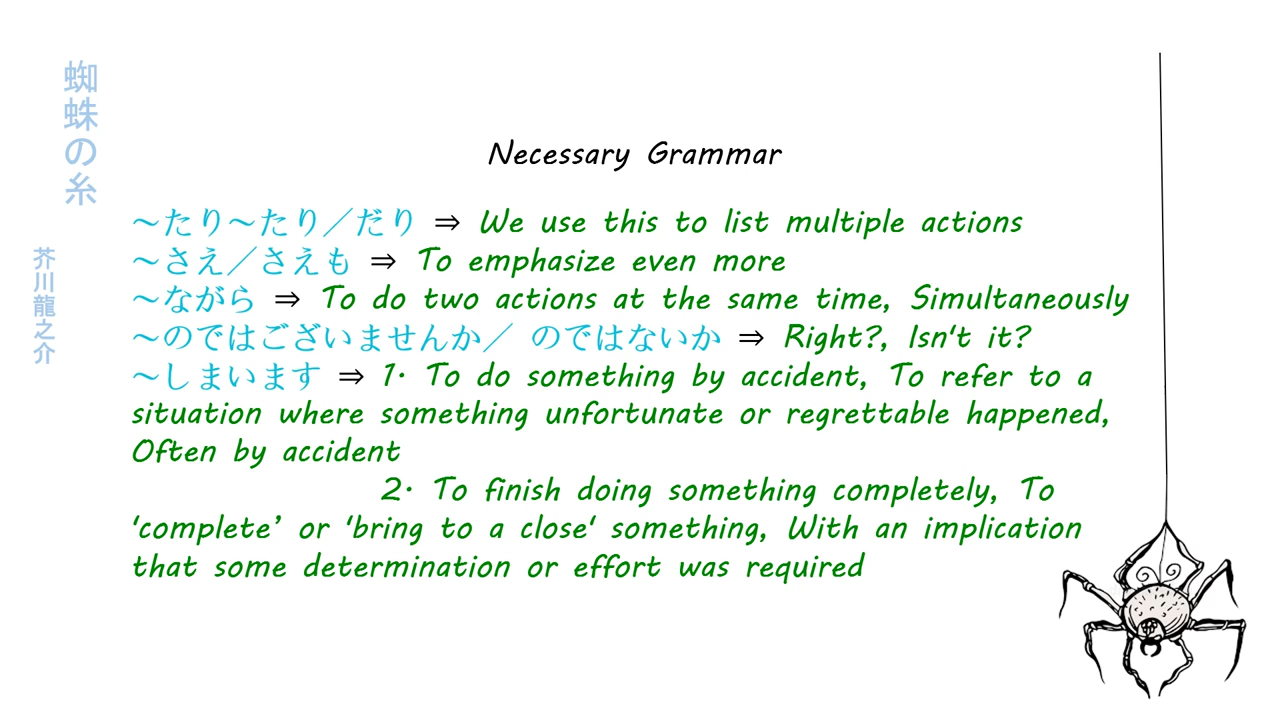 蜘蛛の糸
芥川龍之介
Necessary Grammar
～たり～たり／だり ⇒ We use this to list multiple actions
～さえ／さえも ⇒ To emphasize even more
～ながら ⇒ To do two actions at the same time, Simultaneously
～のではございませんか／ のではないか ⇒ Right?, Isn't it?
～しまいます ⇒ 1. To do something by accident, To refer to a
situation where something unfortunate or regrettable happened,
Often by accident
2. To finish doing something completely, To
'complete’ or 'bring to a close' something, With an implication
that some determination or effort was required